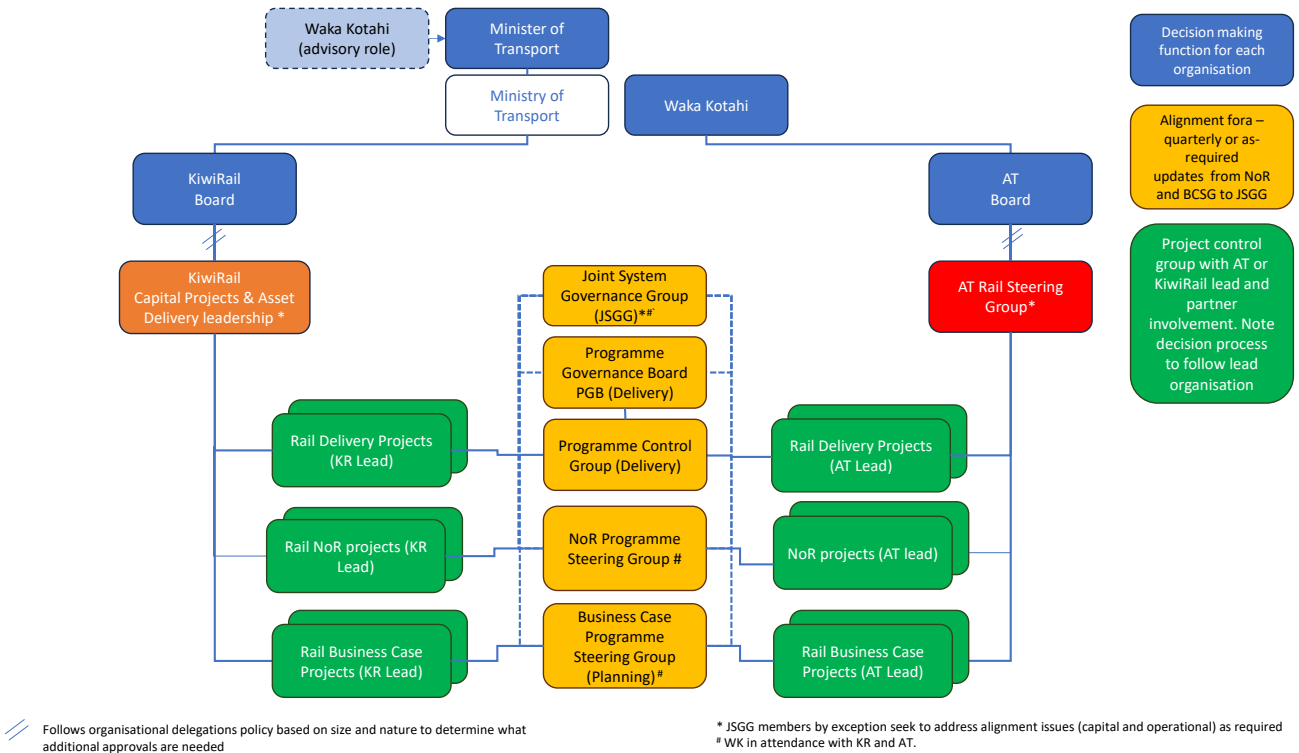 Waka Kotahi
(advisory role)
Minister of
Transport
Ministry of
Transport
Waka Kotahi
Decision making
function for each
organisation
Alignment fora –
quarterly or as-
required
updates from NoR
and BCSG to JSGG
KiwiRail
Board
AT
Board
Project control
group with AT or
KiwiRail lead and
partner
involvement. Note
decision process
to follow lead
organisation
KiwiRail
Capital Projects & Asset
Delivery leadership *
Joint System
Governance Group
(JSGG)*#`
AT Rail Steering
Group*
Programme
Governance Board
PGB (Delivery)
Rail Delivery Projects
(KR Lead)
Programme Control
Group (Delivery)
Rail Delivery Projects
(AT Lead)
Rail NoR projects (KR
Lead)
NoR Programme
Steering Group #
NoR projects (AT lead)
Rail Business Case
Projects (KR Lead)
Business Case
Programme
Steering Group
(Planning)#
Rail Business Case
Projects (AT Lead)
Follows organisational delegations policy based on size and nature to determine what
additional approvals are needed
* JSGG members by exception seek to address alignment issues (capital and operational) as required
# WK in attendance with KR and AT.